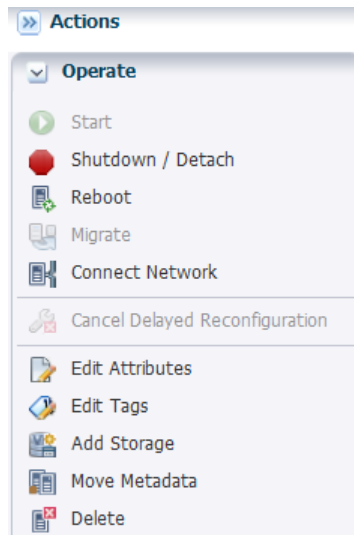 Actions
Operate
Start
Shutdown / Detach
Reboot
Migrate
Connect Network
Cancel Delayed Reconfiguration
Edit Attributes
Edit Tags
Add Storage
Move Metadata
Delete